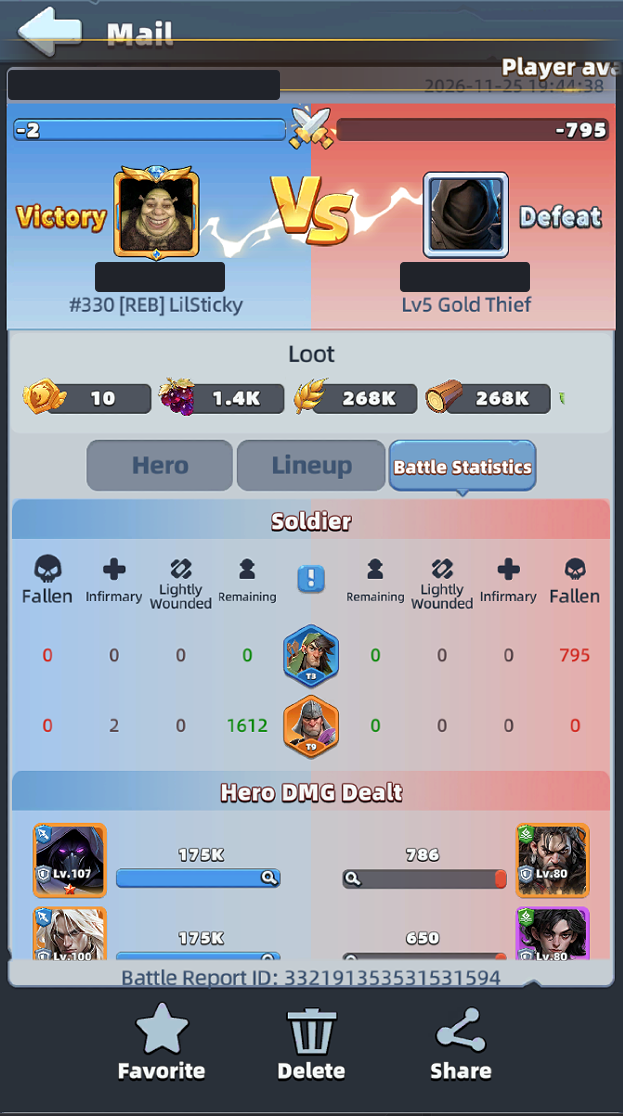 Mail
Player ava
2026-11-25 19:44:38
-2
-795
Victory
VS
Defeat
#330 [REB] LilSticky
Lv5 Gold Thief
Loot
10
1.4K
268K
268K
Hero
Lineup
Battle Statistics
Soldier
Fallen Infirmary Lightly Wounded Remaining ! Remaining Lightly Wounded Infirmary Fallen
0 0 0 0 T3 0 0 0 795
0 2 0 1612 T9 0 0 0 0
Hero DMG Dealt
Lv.107 175K 786 Lv.80
Lv.100 175K 650 Lv.80
Battle Report ID: 332191353531531594
Favorite
Delete
Share